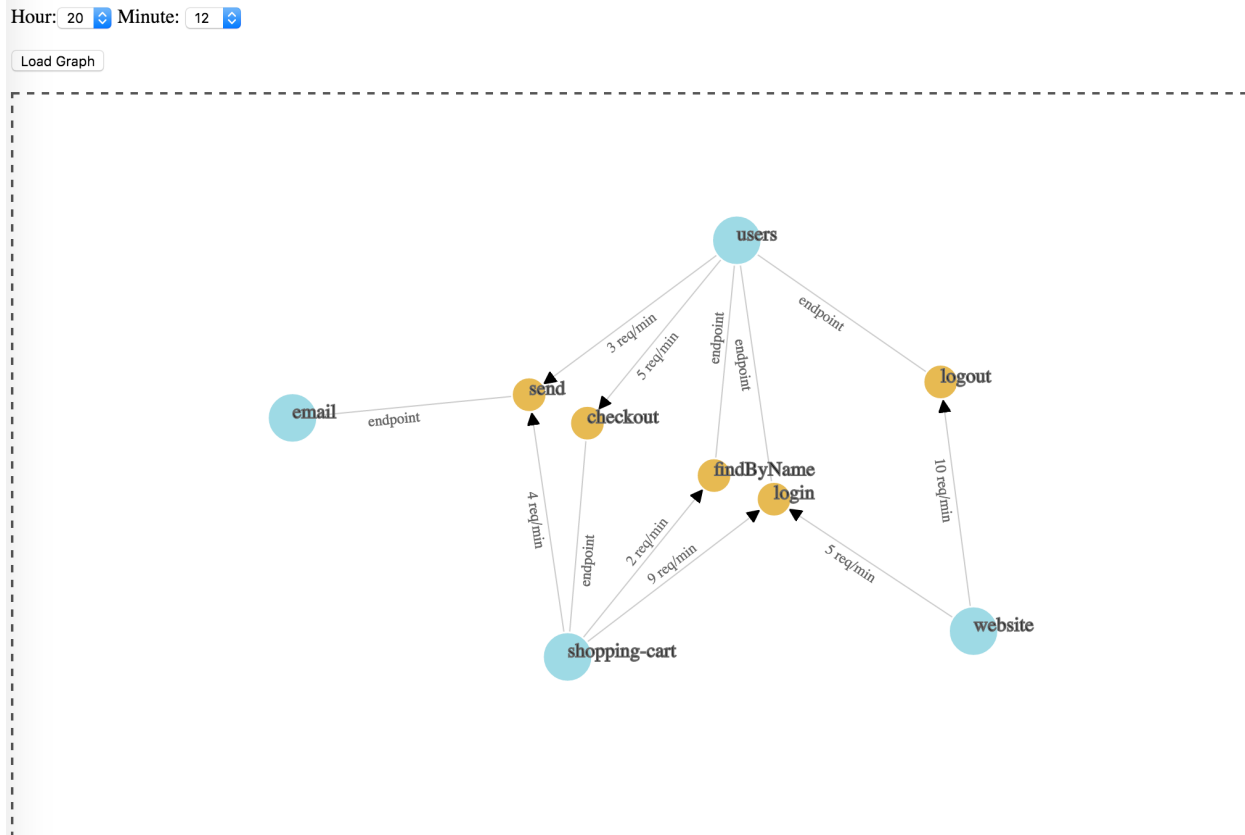 Hour: 20 Minute: 12
Load Graph
users
endpoint
3 req/min
5 req/min
endpoint
endpoint
logout
send
email
endpoint
checkout
findByName
login
10 req/min
4 req/min
2 req/min
endpoint
9 req/min
5 req/min
website
shopping-cart